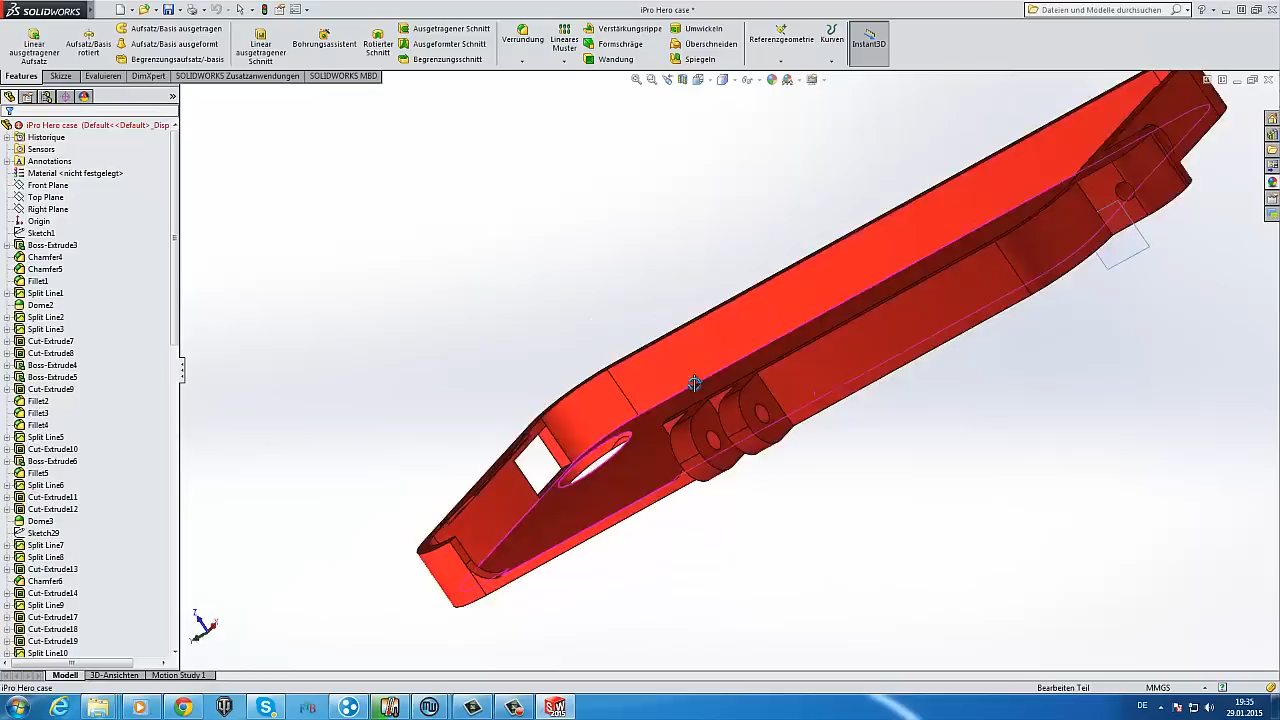 SOLIDWORKS
iPro Hero case *
Dateien und Modelle durchsuchen
Linear ausgetragener Aufsatz
Aufsatz/Basis rotiert
Aufsatz/Basis ausgetragen
Aufsatz/Basis ausgeformt
Begrenzungsaufsatz/-basis
Linear ausgetragener Schnitt
Bohrungsassistent
Rotierter Schnitt
Ausgetragener Schnitt
Ausgeformter Schnitt
Begrenzungsschnitt
Verrundung
Lineares Muster
Verstärkungsrippe
Formschräge
Wandung
Umwickeln
Überschneiden
Spiegeln
Referenzgeometrie
Kurven
Instant3D
Features
Skizze
Evaluieren
DimXpert
SOLIDWORKS Zusatzanwendungen
SOLIDWORKS MBD
iPro Hero case (Default<<Default>_Disp
Historique
Sensors
Annotations
Material <nicht festgelegt>
Front Plane
Top Plane
Right Plane
Origin
Sketch1
Boss-Extrude3
Chamfer4
Chamfer5
Fillet1
Split Line1
Dome2
Split Line2
Split Line3
Cut-Extrude7
Cut-Extrude8
Boss-Extrude4
Boss-Extrude5
Cut-Extrude9
Fillet2
Fillet3
Fillet4
Split Line5
Cut-Extrude10
Boss-Extrude6
Fillet5
Split Line6
Cut-Extrude11
Cut-Extrude12
Dome3
Sketch29
Split Line7
Split Line8
Cut-Extrude13
Chamfer6
Cut-Extrude14
Split Line9
Cut-Extrude17
Cut-Extrude18
Cut-Extrude19
Split Line10
Z
X
Y
Modell
3D-Ansichten
Motion Study 1
iPro Hero case
Bearbeiten Teil
MMGS
DE
19:35
29.01.2015